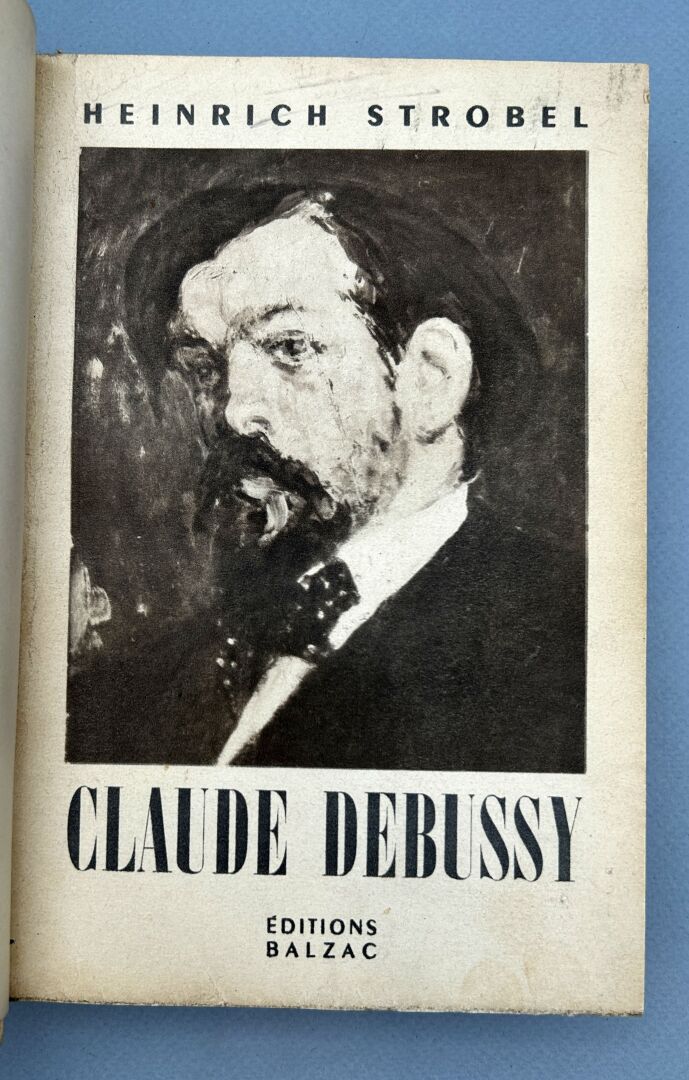 HEINRICH STROBEL
CLAUDE DEBUSSY
ÉDITIONS
BALZAC